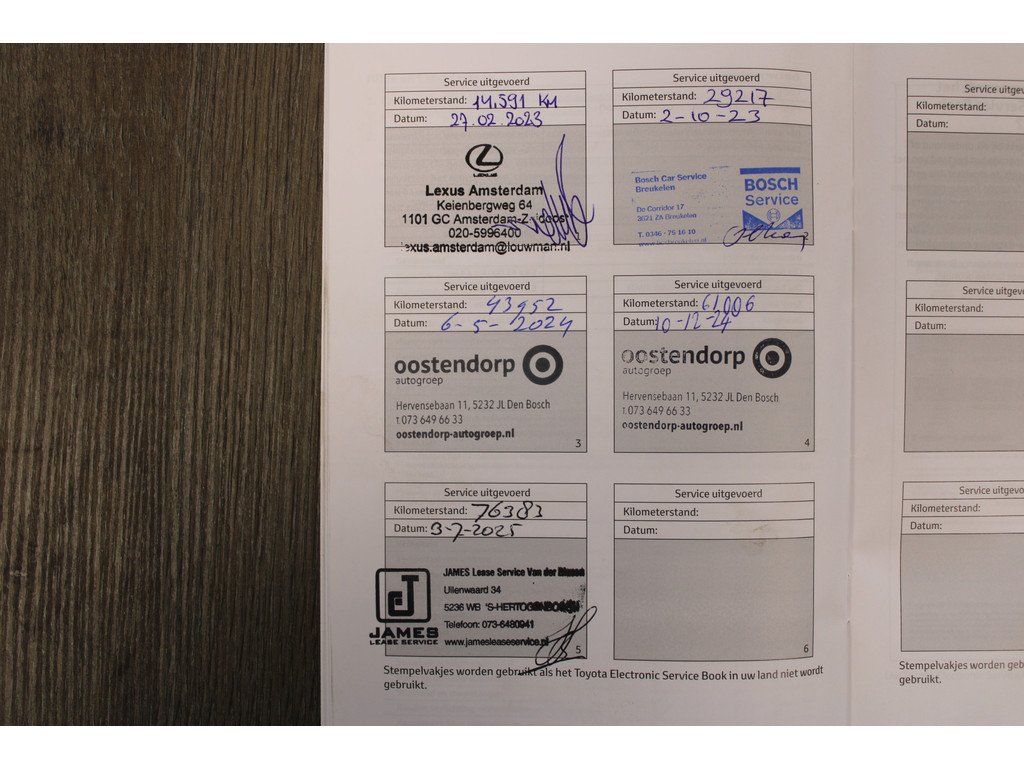 Service uitgevoerd
Kilometerstand: 14.591 KM
Datum: 27.02.2023
LEXUS
Lexus Amsterdam
Keienbergweg 64
1101 GC Amsterdam-Zuidoost
020-5996400
lexus.amsterdam@louwman.nl
Service uitgevoerd
Kilometerstand: 29217
Datum: 2-10-23
Bosch Car Service
Breukelen
De Corridor 17
3621 ZA Breukelen
T. 0346 - 75 16 10
BOSCH
Service
2
Service uitgevoerd
Kilometerstand: 43952
Datum: 6-5-2024
oostendorp
autogroep
Hervensebaan 11, 5232 JL Den Bosch
t 073 649 66 33
oostendorp-autogroep.nl
3
Service uitgevoerd
Kilometerstand: 61006
Datum: 10-12-24
oostendorp
autogroep
Hervensebaan 11, 5232 JL Den Bosch
t 073 649 66 33
oostendorp-autogroep.nl
4
Service uitgevoerd
Kilometerstand: 76383
Datum: 3-7-2025
JAMES
LEASE SERVICE
JAMES Lease Service Van der
Uilenwaard 34
5236 WB 'S-HERTOGENBOSCH
Telefoon: 073-6480941
www.jamesleaseservice.nl
5
Service uitgevoerd
Kilometerstand:
Datum:
6
Stempelvakjes worden gebruikt als het Toyota Electronic Service Book in uw land niet wordt
gebruikt.
Service uitgev
Kilometerstand:
Datum:
Service uitgev
Kilometerstand:
Datum:
Service uitgev
Kilometerstand:
Datum:
Stempelvakjes worden geb
gebruikt.